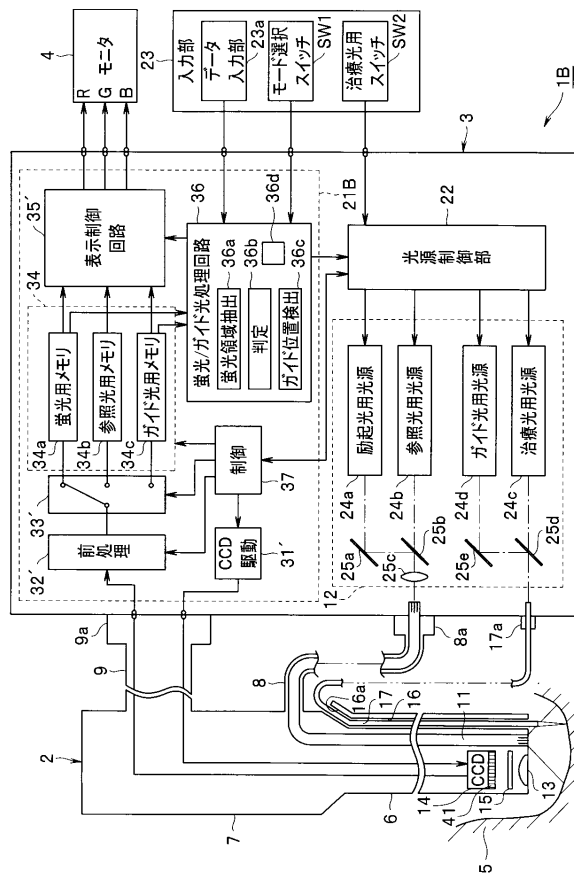 1B
2
7
9
9a
32´
前処理
33´
34a
蛍光用メモリ
34b
参照光用メモリ
34c
ガイド光用メモリ
34
35´
表示制御
回路
R
G
B
モニタ
4
23
入力部
データ
入力部
23a
モード選択
スイッチ
SW1
治療光用
スイッチ
SW2
36
蛍光/ガイド光処理回路
36d
蛍光領域抽出
36a
判定
36b
ガイド位置検出
36c
21B
3
制御
37
CCD
駆動
31´
22
光源
制御部
8
8a
12
25a
25c
25b
25e
25d
24a
励起光用光源
24b
参照光用光源
24d
ガイド光用光源
24c
治療光用光源
17a
16a
17
16
11
6
14
CCD
41
15
13
5